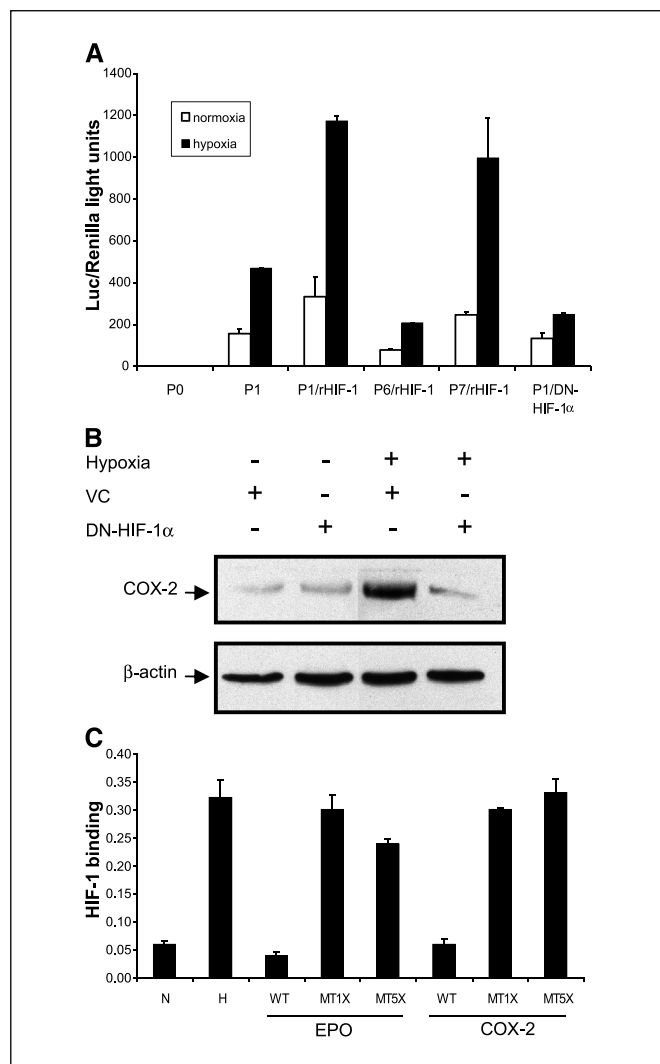 A
Luc/Renilla light units
1400
1200
1000
800
600
400
200
0
normoxia
hypoxia
P0 P1 P1/rHIF-1 P6/rHIF-1 P7/rHIF-1 P1/DN-
HIF-1α
B
Hypoxia - - + +
VC + - + -
DN-HIF-1α - + - +
COX-2
β-actin
C
HIF-1 binding
0.40
0.35
0.30
0.25
0.20
0.15
0.10
0.05
0.00
N H WT MT1X MT5X WT MT1X MT5X
EPO COX-2